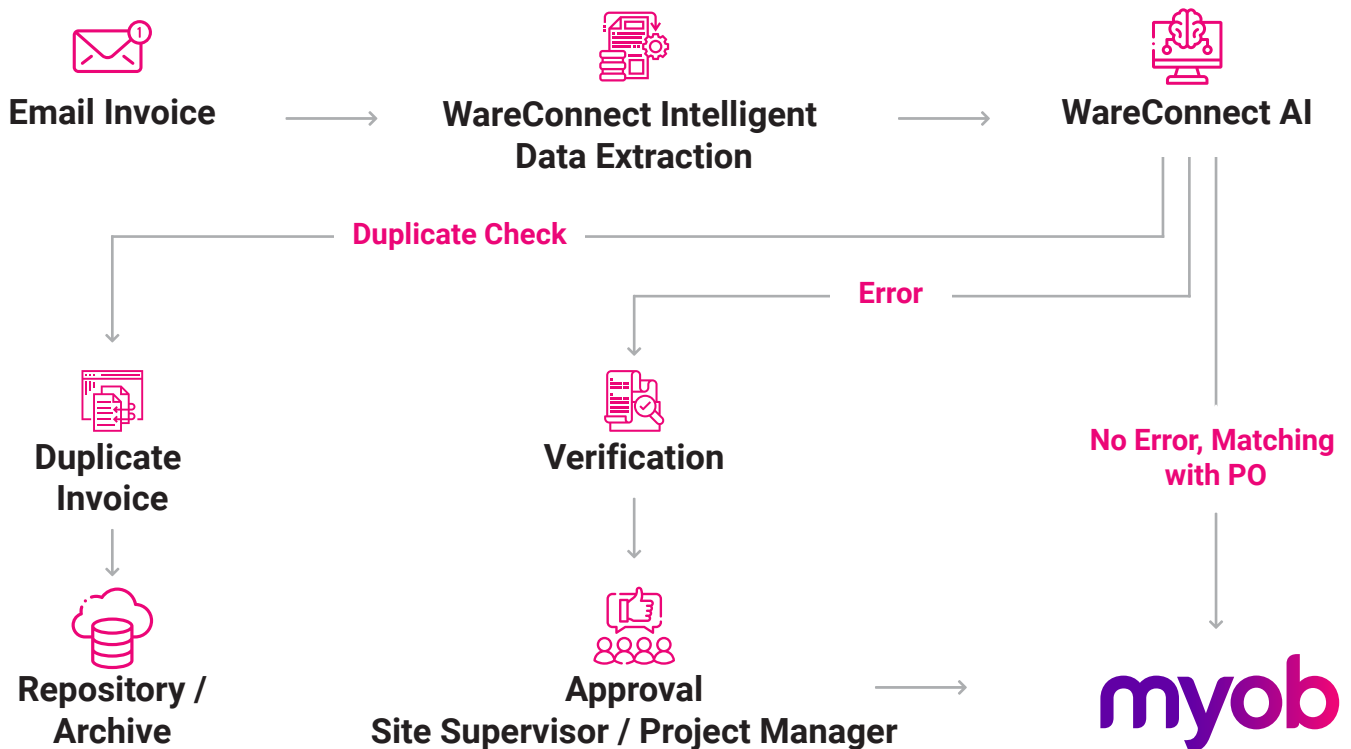 1
Email Invoice
WareConnect Intelligent
Data Extraction
WareConnect AI
Duplicate Check
Error
Duplicate
Invoice
Verification
No Error, Matching
with PO
Repository /
Archive
Approval
Site Supervisor / Project Manager
myob